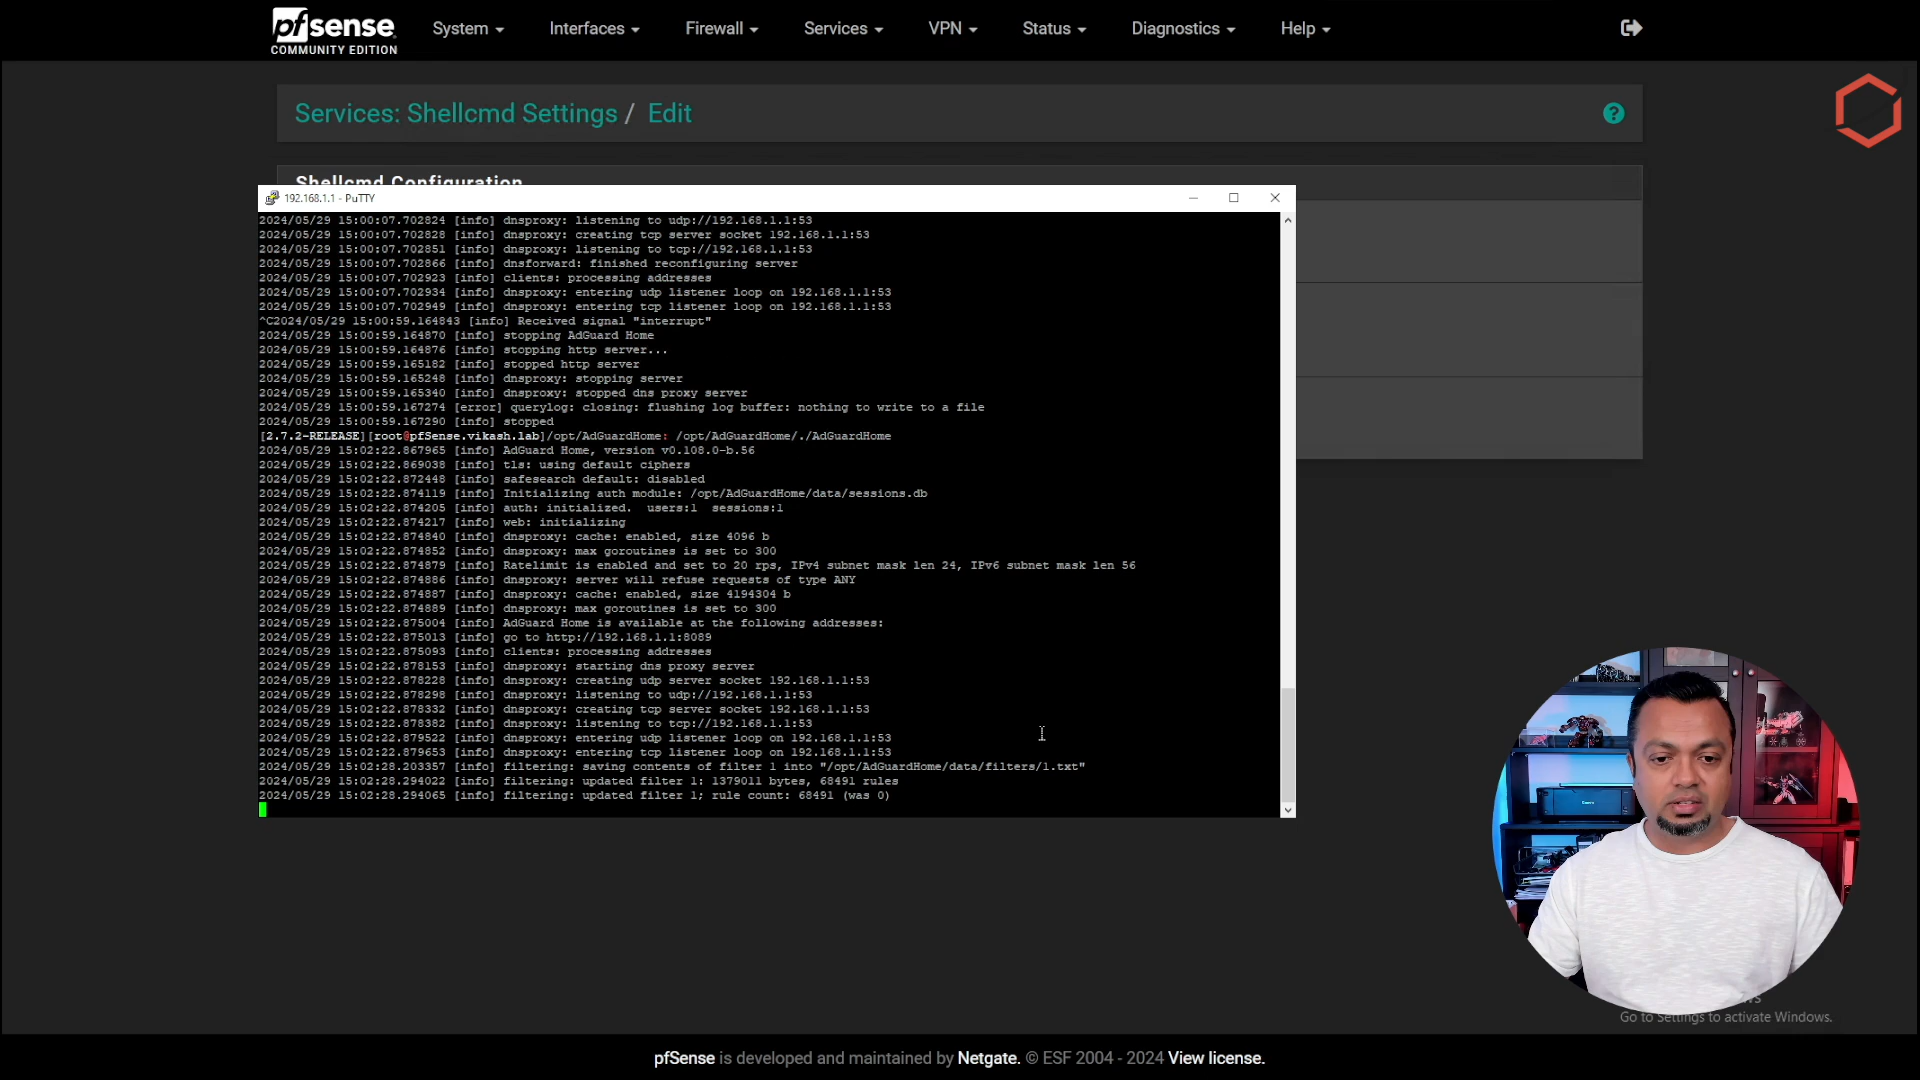 pfsense
COMMUNITY EDITION
System
Interfaces
Firewall
Services
VPN
Status
Diagnostics
Help
Services: Shellcmd Settings / Edit
Shellcmd Configuration
192.168.1.1 - PuTTY
2024/05/29 15:00:07.702824 [info] dnsproxy: listening to udp://192.168.1.1:53
2024/05/29 15:00:07.702828 [info] dnsproxy: creating tcp server socket 192.168.1.1:53
2024/05/29 15:00:07.702851 [info] dnsproxy: listening to tcp://192.168.1.1:53
2024/05/29 15:00:07.702866 [info] dnsforward: finished reconfiguring server
2024/05/29 15:00:07.702923 [info] clients: processing addresses
2024/05/29 15:00:07.702934 [info] dnsproxy: entering udp listener loop on 192.168.1.1:53
2024/05/29 15:00:07.702949 [info] dnsproxy: entering tcp listener loop on 192.168.1.1:53
^C2024/05/29 15:00:59.164843 [info] Received signal "interrupt"
2024/05/29 15:00:59.164870 [info] stopping AdGuard Home
2024/05/29 15:00:59.164876 [info] stopping http server...
2024/05/29 15:00:59.165182 [info] stopped http server
2024/05/29 15:00:59.165248 [info] dnsproxy: stopping server
2024/05/29 15:00:59.165340 [info] dnsproxy: stopped dns proxy server
2024/05/29 15:00:59.167274 [error] querylog: closing: flushing log buffer: nothing to write to a file
2024/05/29 15:00:59.167290 [info] stopped
[2.7.2-RELEASE][root@pfSense.vikash.lab]/opt/AdGuardHome: /opt/AdGuardHome/./AdGuardHome
2024/05/29 15:02:22.867965 [info] AdGuard Home, version v0.108.0-b.56
2024/05/29 15:02:22.869038 [info] tls: using default ciphers
2024/05/29 15:02:22.872448 [info] safesearch default: disabled
2024/05/29 15:02:22.874119 [info] Initializing auth module: /opt/AdGuardHome/data/sessions.db
2024/05/29 15:02:22.874205 [info] auth: initialized.  users:1  sessions:1
2024/05/29 15:02:22.874217 [info] web: initializing
2024/05/29 15:02:22.874840 [info] dnsproxy: cache: enabled, size 4096 b
2024/05/29 15:02:22.874852 [info] dnsproxy: max goroutines is set to 300
2024/05/29 15:02:22.874879 [info] Ratelimit is enabled and set to 20 rps, IPv4 subnet mask len 24, IPv6 subnet mask len 56
2024/05/29 15:02:22.874886 [info] dnsproxy: server will refuse requests of type ANY
2024/05/29 15:02:22.874887 [info] dnsproxy: cache: enabled, size 4194304 b
2024/05/29 15:02:22.874889 [info] dnsproxy: max goroutines is set to 300
2024/05/29 15:02:22.875004 [info] AdGuard Home is available at the following addresses:
2024/05/29 15:02:22.875013 [info] go to http://192.168.1.1:8089
2024/05/29 15:02:22.875093 [info] clients: processing addresses
2024/05/29 15:02:22.878153 [info] dnsproxy: starting dns proxy server
2024/05/29 15:02:22.878228 [info] dnsproxy: creating udp server socket 192.168.1.1:53
2024/05/29 15:02:22.878298 [info] dnsproxy: listening to udp://192.168.1.1:53
2024/05/29 15:02:22.878332 [info] dnsproxy: creating tcp server socket 192.168.1.1:53
2024/05/29 15:02:22.878382 [info] dnsproxy: listening to tcp://192.168.1.1:53
2024/05/29 15:02:22.879522 [info] dnsproxy: entering udp listener loop on 192.168.1.1:53
2024/05/29 15:02:22.879653 [info] dnsproxy: entering tcp listener loop on 192.168.1.1:53
2024/05/29 15:02:28.203357 [info] filtering: saving contents of filter 1 into "/opt/AdGuardHome/data/filters/1.txt"
2024/05/29 15:02:28.294022 [info] filtering: updated filter 1: 1379011 bytes, 68491 rules
2024/05/29 15:02:28.294065 [info] filtering: updated filter 1; rule count: 68491 (was 0)
Go to Settings to activate Windows.
pfSense is developed and maintained by Netgate. © ESF 2004 - 2024 View license.